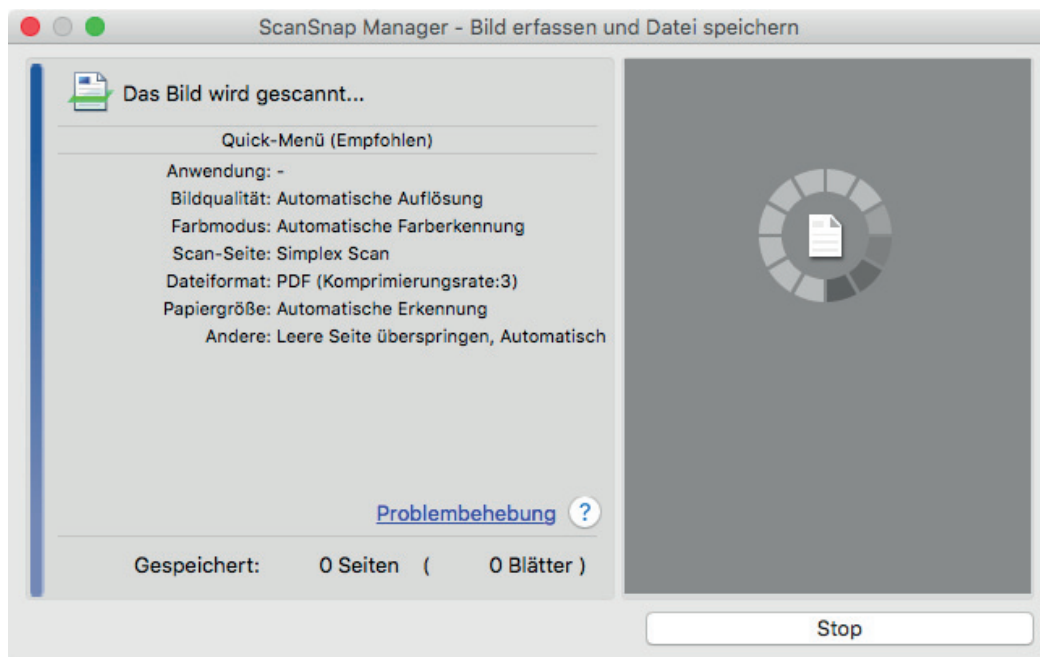 ScanSnap Manager - Bild erfassen und Datei speichern
Das Bild wird gescannt...
Quick-Menü (Empfohlen)
Anwendung: -
Bildqualität: Automatische Auflösung
Farbmodus: Automatische Farberkennung
Scan-Seite: Simplex Scan
Dateiformat: PDF (Komprimierungsrate:3)
Papiergröße: Automatische Erkennung
Andere: Leere Seite überspringen, Automatisch
Problembehebung ?
Gespeichert: 0 Seiten ( 0 Blätter )
Stop